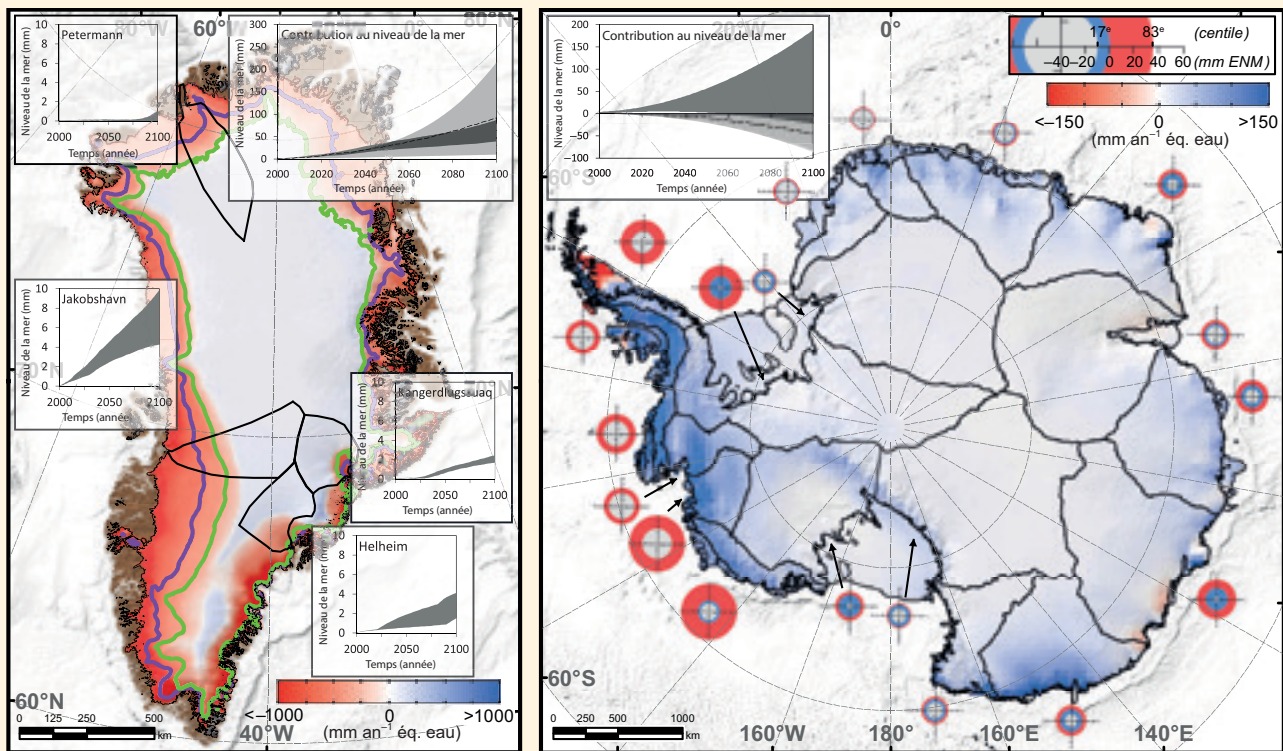 80°W
60°W
20°W
80°N
Petermann
Niveau de la mer (mm)
10
8
6
4
2
0
2000 2050 2100
Temps (année)
Contribution au niveau de la mer
Niveau de la mer (mm)
300
250
200
150
100
50
0
2000 2020 2040 2060 2080 2100
Temps (année)
Jakobshavn
Niveau de la mer (mm)
10
8
6
4
2
0
2000 2050 2100
Temps (année)
Kangerdlugssuaq
Niveau de la mer (mm)
10
8
6
4
2
0
2000 2050 2100
Temps (année)
Helheim
Niveau de la mer (mm)
10
8
6
4
2
0
2000 2050 2100
Temps (année)
60°N
40°W
<–1000 0 >1000
(mm an⁻¹ éq. eau)
0 125 250 500
km
20°W
0°
Contribution au niveau de la mer
Niveau de la mer (mm)
200
150
100
50
0
–50
–100
2000 2020 2040 2060 2080 2100
Temps (année)
17ᵉ 83ᵉ (centile)
–40 –20 0 20 40 60 (mm ENM)
<–150 0 >150
(mm an⁻¹ éq. eau)
60°S
60°S
160°W
180°E
160°E
140°E
0 250 500 1000
km